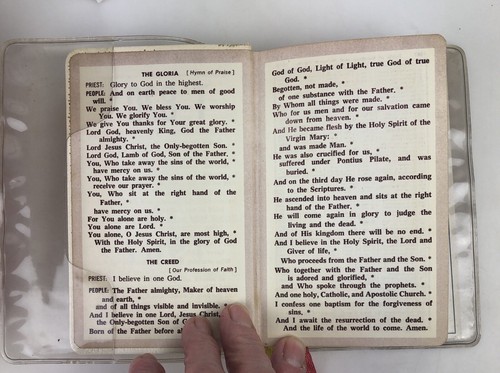 THE GLORIA [Hymn of Praise]
PRIEST: Glory to God in the highest.
PEOPLE: And on earth peace to men of good
will. *
We praise You. We bless You. We worship
You. We glorify You. *
We give You thanks for Your great glory. *
Lord God, heavenly King, God the Father
almighty. *
Lord Jesus Christ, the Only-begotten Son.
Lord God, Lamb of God, Son of the Father. *
You, Who take away the sins of the world,
have mercy on us. *
You, Who take away the sins of the world, *
receive our prayer. *
You, Who sit at the right hand of the
Father, *
have mercy on us. *
For You alone are holy. *
You alone are Lord. *
You alone, O Jesus Christ, are most high, *
With the Holy Spirit, in the glory of God
the Father. Amen.
THE CREED
[Our Profession of Faith]
PRIEST: I believe in one God.
PEOPLE: The Father almighty, Maker of heaven
and earth, *
and of all things visible and invisible. *
And I believe in one Lord, Jesus Christ,
the Only-begotten Son of
Born of the Father before
God of God, Light of Light, true God of true
God. *
Begotten, not made, *
of one substance with the Father. *
By Whom all things were made. *
Who for us men and for our salvation came
down from heaven. *
And He became flesh by the Holy Spirit of the
Virgin Mary: *
and was made Man. *
He was also crucified for us, *
suffered under Pontius Pilate, and was
buried. *
And on the third day He rose again, according
to the Scriptures. *
He ascended into heaven and sits at the right
hand of the Father. *
He will come again in glory to judge the
living and the dead. *
And of His kingdom there will be no end. *
And I believe in the Holy Spirit, the Lord and
Giver of life, *
Who proceeds from the Father and the Son. *
Who together with the Father and the Son
is adored and glorified, *
and Who spoke through the prophets. *
And one holy, Catholic, and Apostolic Church. *
I confess one baptism for the forgiveness of
sins. *
And I await the resurrection of the dead. *
And the life of the world to come. Amen.